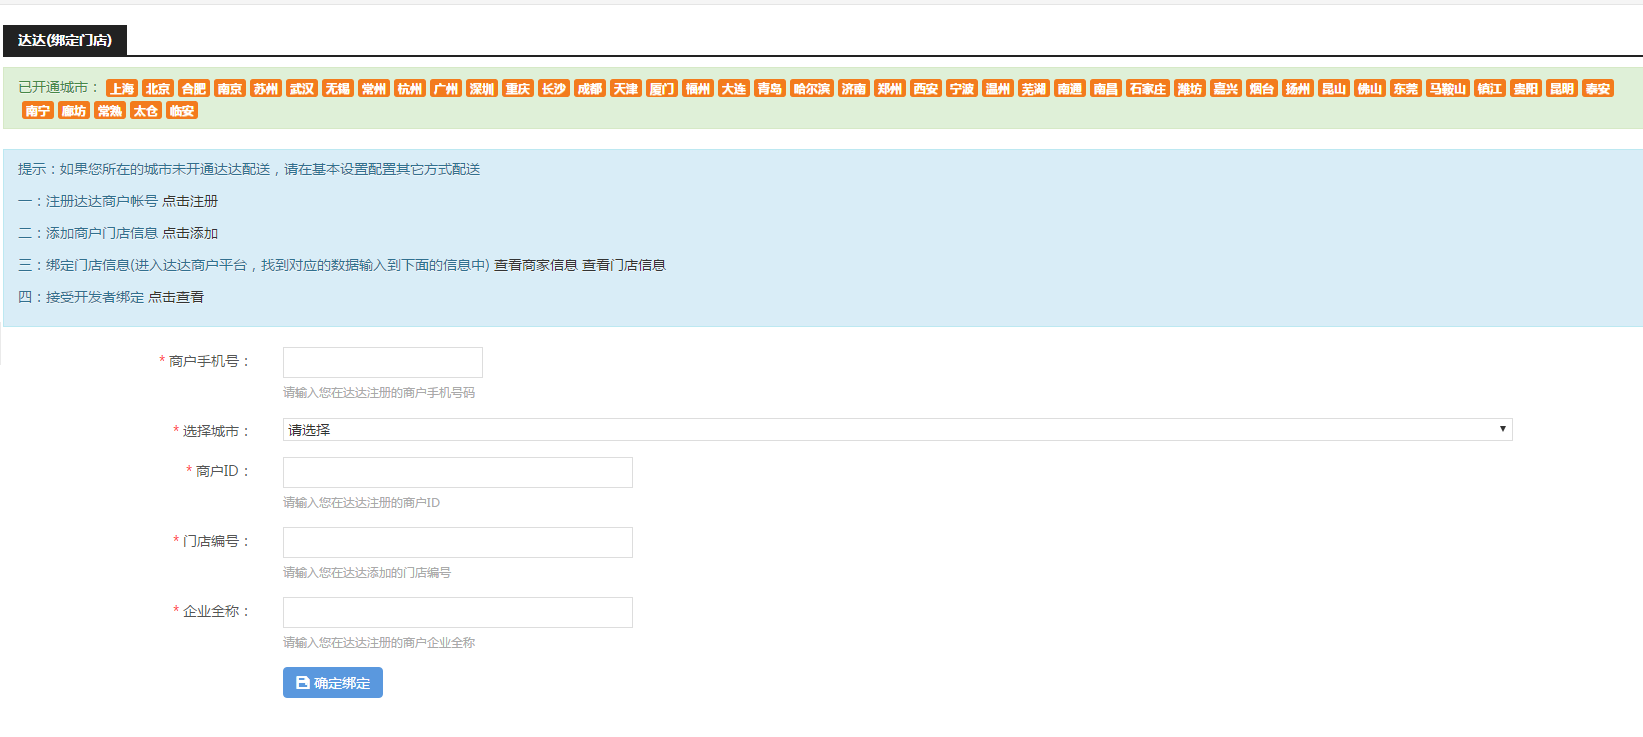 达达(绑定门店)
已开通城市： 上海 北京 合肥 南京 苏州 武汉 无锡 常州 杭州 广州 深圳 重庆 长沙 成都 天津 厦门 福州 大连 青岛 哈尔滨 济南 郑州 西安 宁波 温州 芜湖 南通 南昌 石家庄 潍坊 嘉兴 烟台 扬州 昆山 佛山 东莞 马鞍山 镇江 贵阳 昆明 泰安
南宁 廊坊 常熟 太仓 临安
提示：如果您所在的城市未开通达达配送，请在基本设置配置其它方式配送
一：注册达达商户帐号 点击注册
二：添加商户门店信息 点击添加
三：绑定门店信息(进入达达商户平台，找到对应的数据输入到下面的信息中) 查看商家信息 查看门店信息
四：接受开发者绑定 点击查看
* 商户手机号：
请输入您在达达注册的商户手机号码
* 选择城市： 请选择
* 商户ID：
请输入您在达达注册的商户ID
* 门店编号：
请输入您在达达添加的门店编号
* 企业全称：
请输入您在达达注册的商户企业全称
确定绑定